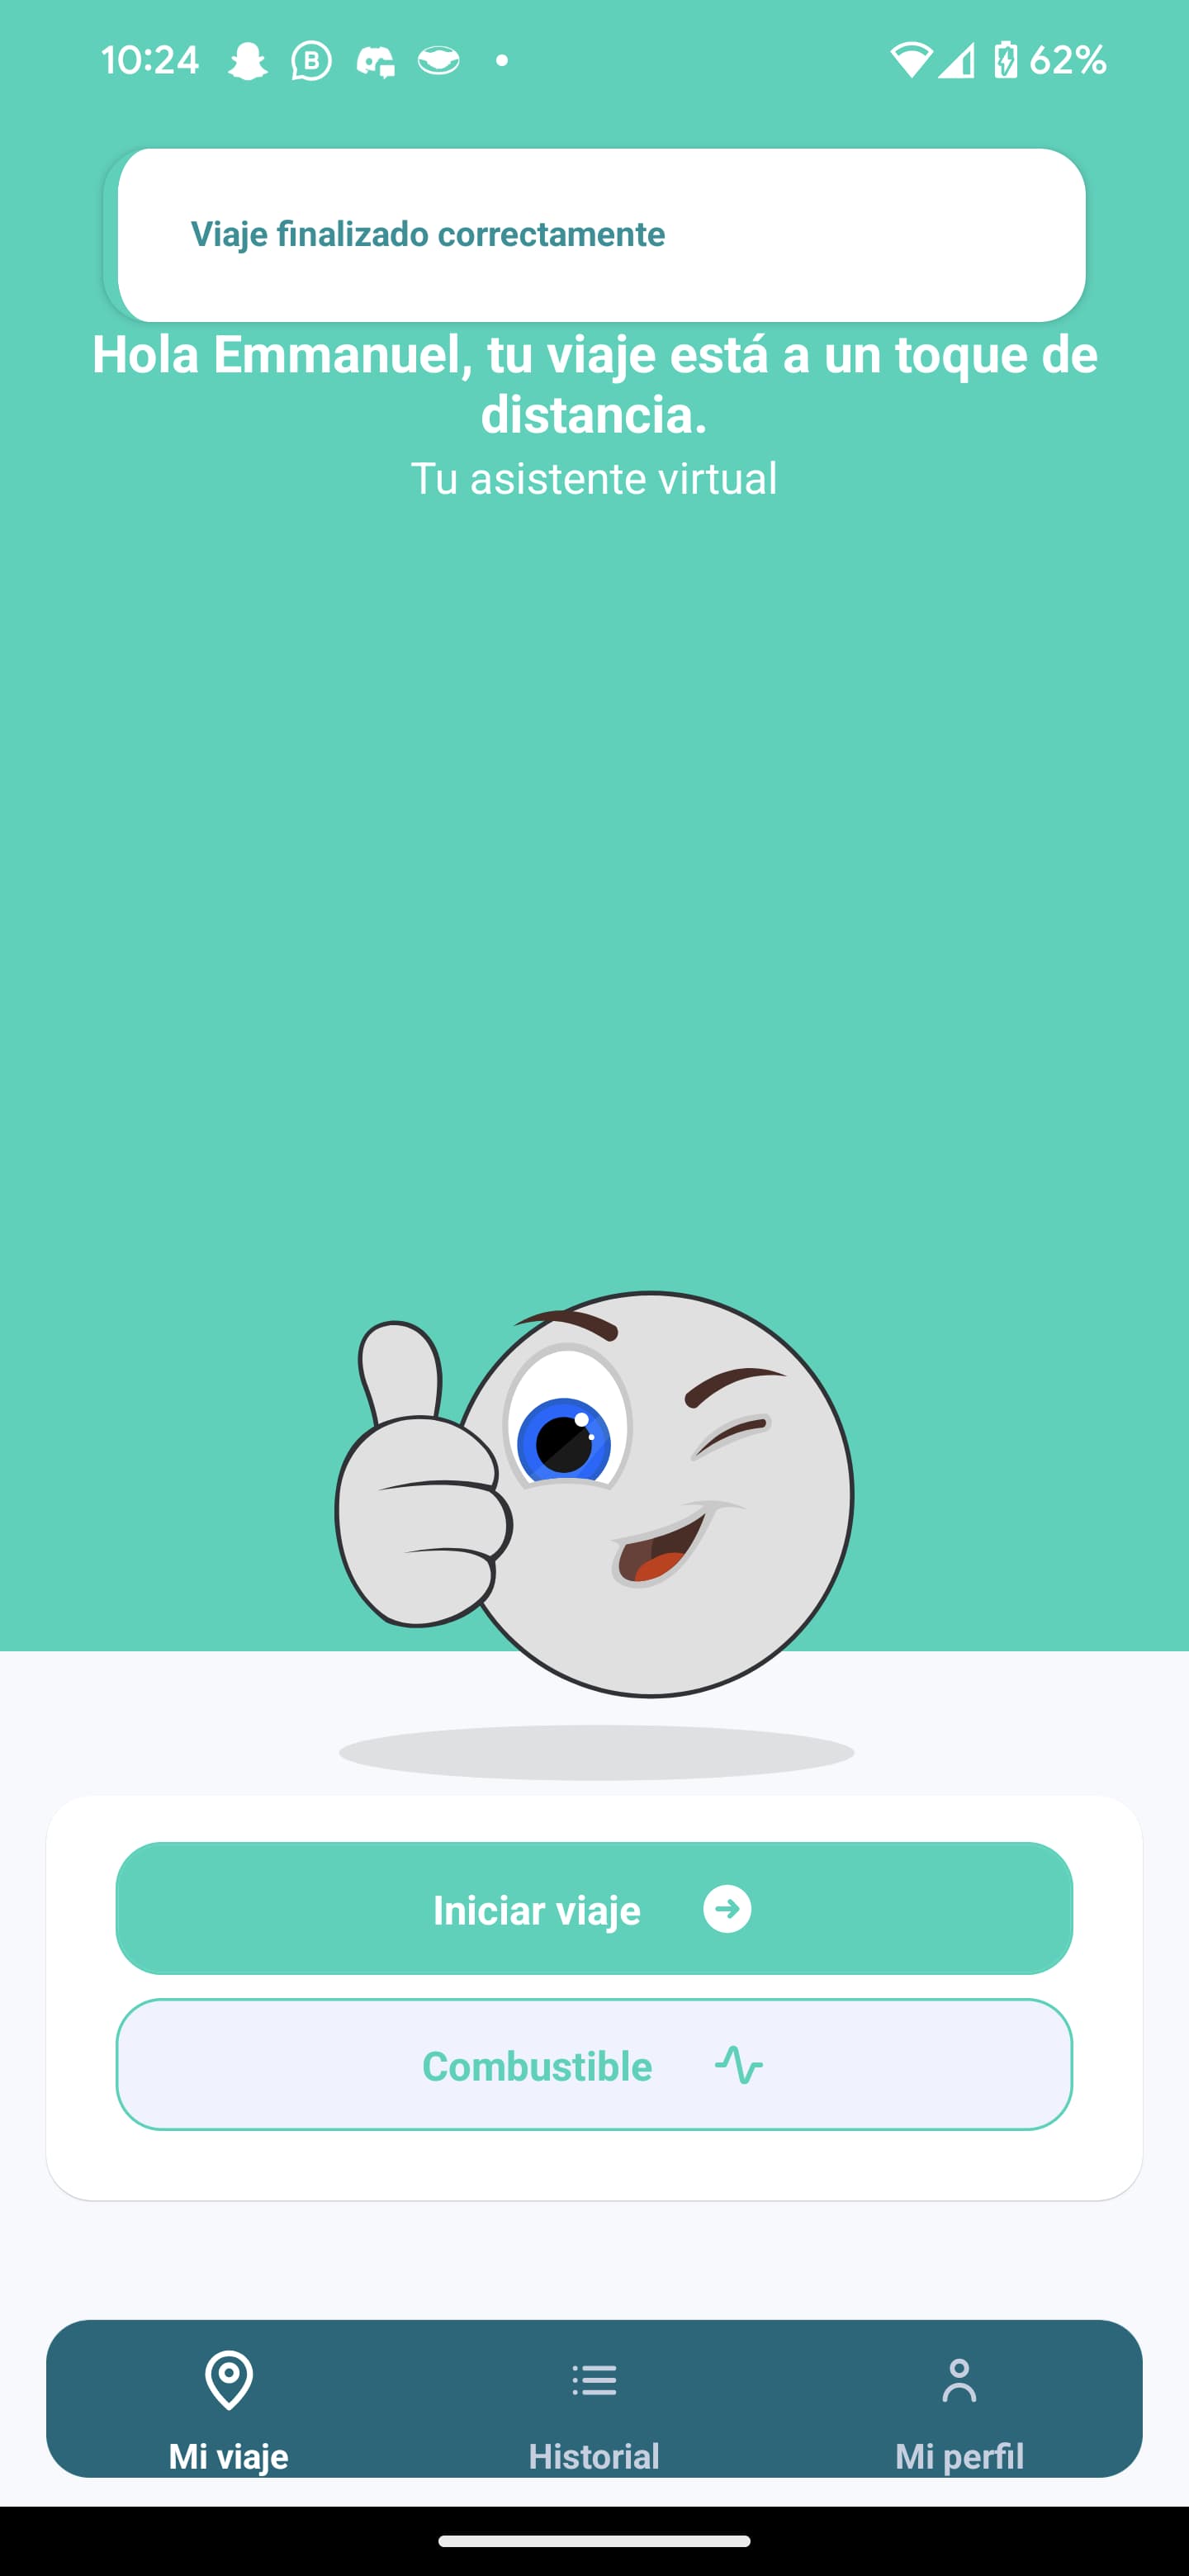 10:24
62%
Viaje finalizado correctamente
Hola Emmanuel, tu viaje está a un toque de
distancia.
Tu asistente virtual
Iniciar viaje
Combustible
Mi viaje
Historial
Mi perfil